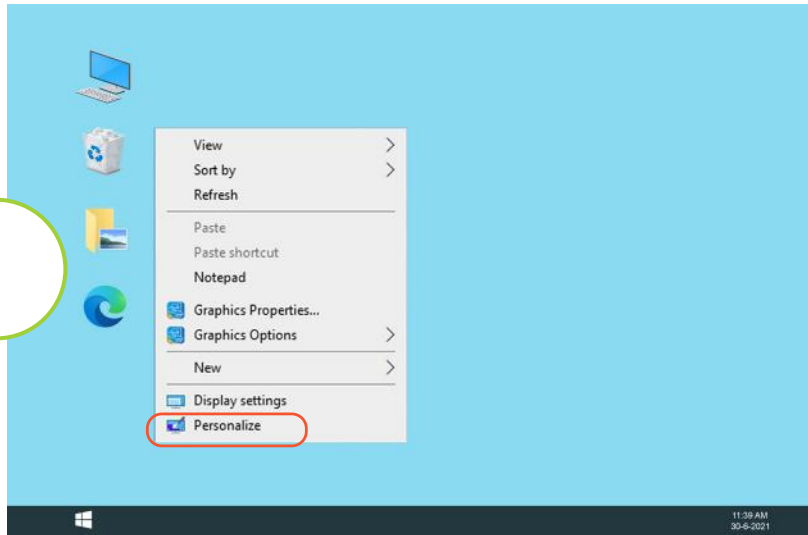 View
Sort by
Refresh
Paste
Paste shortcut
Notepad
Graphics Properties...
Graphics Options
New
Display settings
Personalize
11:39 AM
30-6-2021